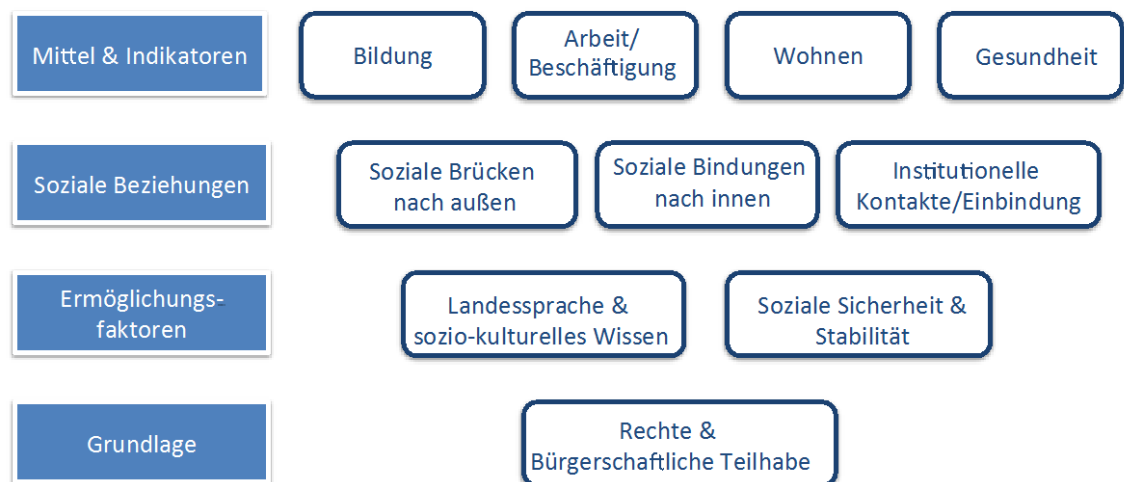 Mittel & Indikatoren
Bildung
Arbeit/
Beschäftigung
Wohnen
Gesundheit
Soziale Beziehungen
Soziale Brücken
nach außen
Soziale Bindungen
nach innen
Institutionelle
Kontakte/Einbindung
Ermöglichungs-
faktoren
Landessprache &
sozio-kulturelles Wissen
Soziale Sicherheit &
Stabilität
Grundlage
Rechte &
Bürgerschaftliche Teilhabe